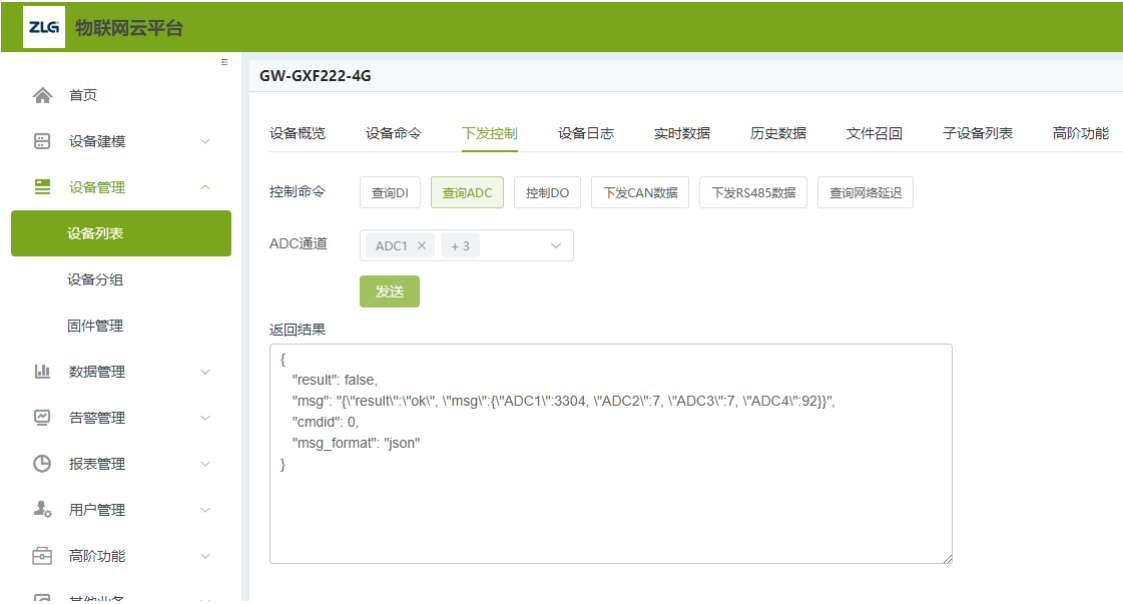 ZLG 物联网云平台
GW-GXF222-4G
首页
设备建模
设备管理
设备列表
设备分组
固件管理
数据管理
告警管理
报表管理
用户管理
高阶功能
其他业务
设备概览 设备命令 下发控制 设备日志 实时数据 历史数据 文件召回 子设备列表 高阶功能
控制命令 查询DI 查询ADC 控制DO 下发CAN数据 下发RS485数据 查询网络延迟
ADC通道 ADC1 × + 3
发送
返回结果
{
"result": false,
"msg": "{\"result\":\"ok\", \"msg\":{\"ADC1\":3304, \"ADC2\":7, \"ADC3\":7, \"ADC4\":92}}",
"cmdid": 0,
"msg_format": "json"
}